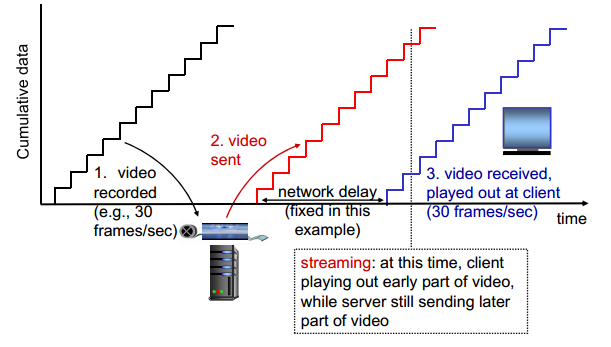 Cumulative data
1. video
recorded
(e.g., 30
frames/sec)
2. video
sent
network delay
(fixed in this
example)
3. video received,
played out at client
(30 frames/sec)
time
streaming: at this time, client
playing out early part of video,
while server still sending later
part of video